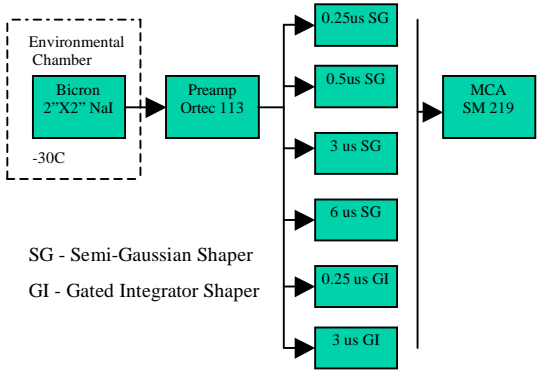 Environmental
Chamber
Bicron
2”X2” NaI
-30C
Preamp
Ortec 113
0.25us SG
0.5us SG
3 us SG
6 us SG
0.25 us GI
3 us GI
MCA
SM 219
SG - Semi-Gaussian Shaper
GI - Gated Integrator Shaper